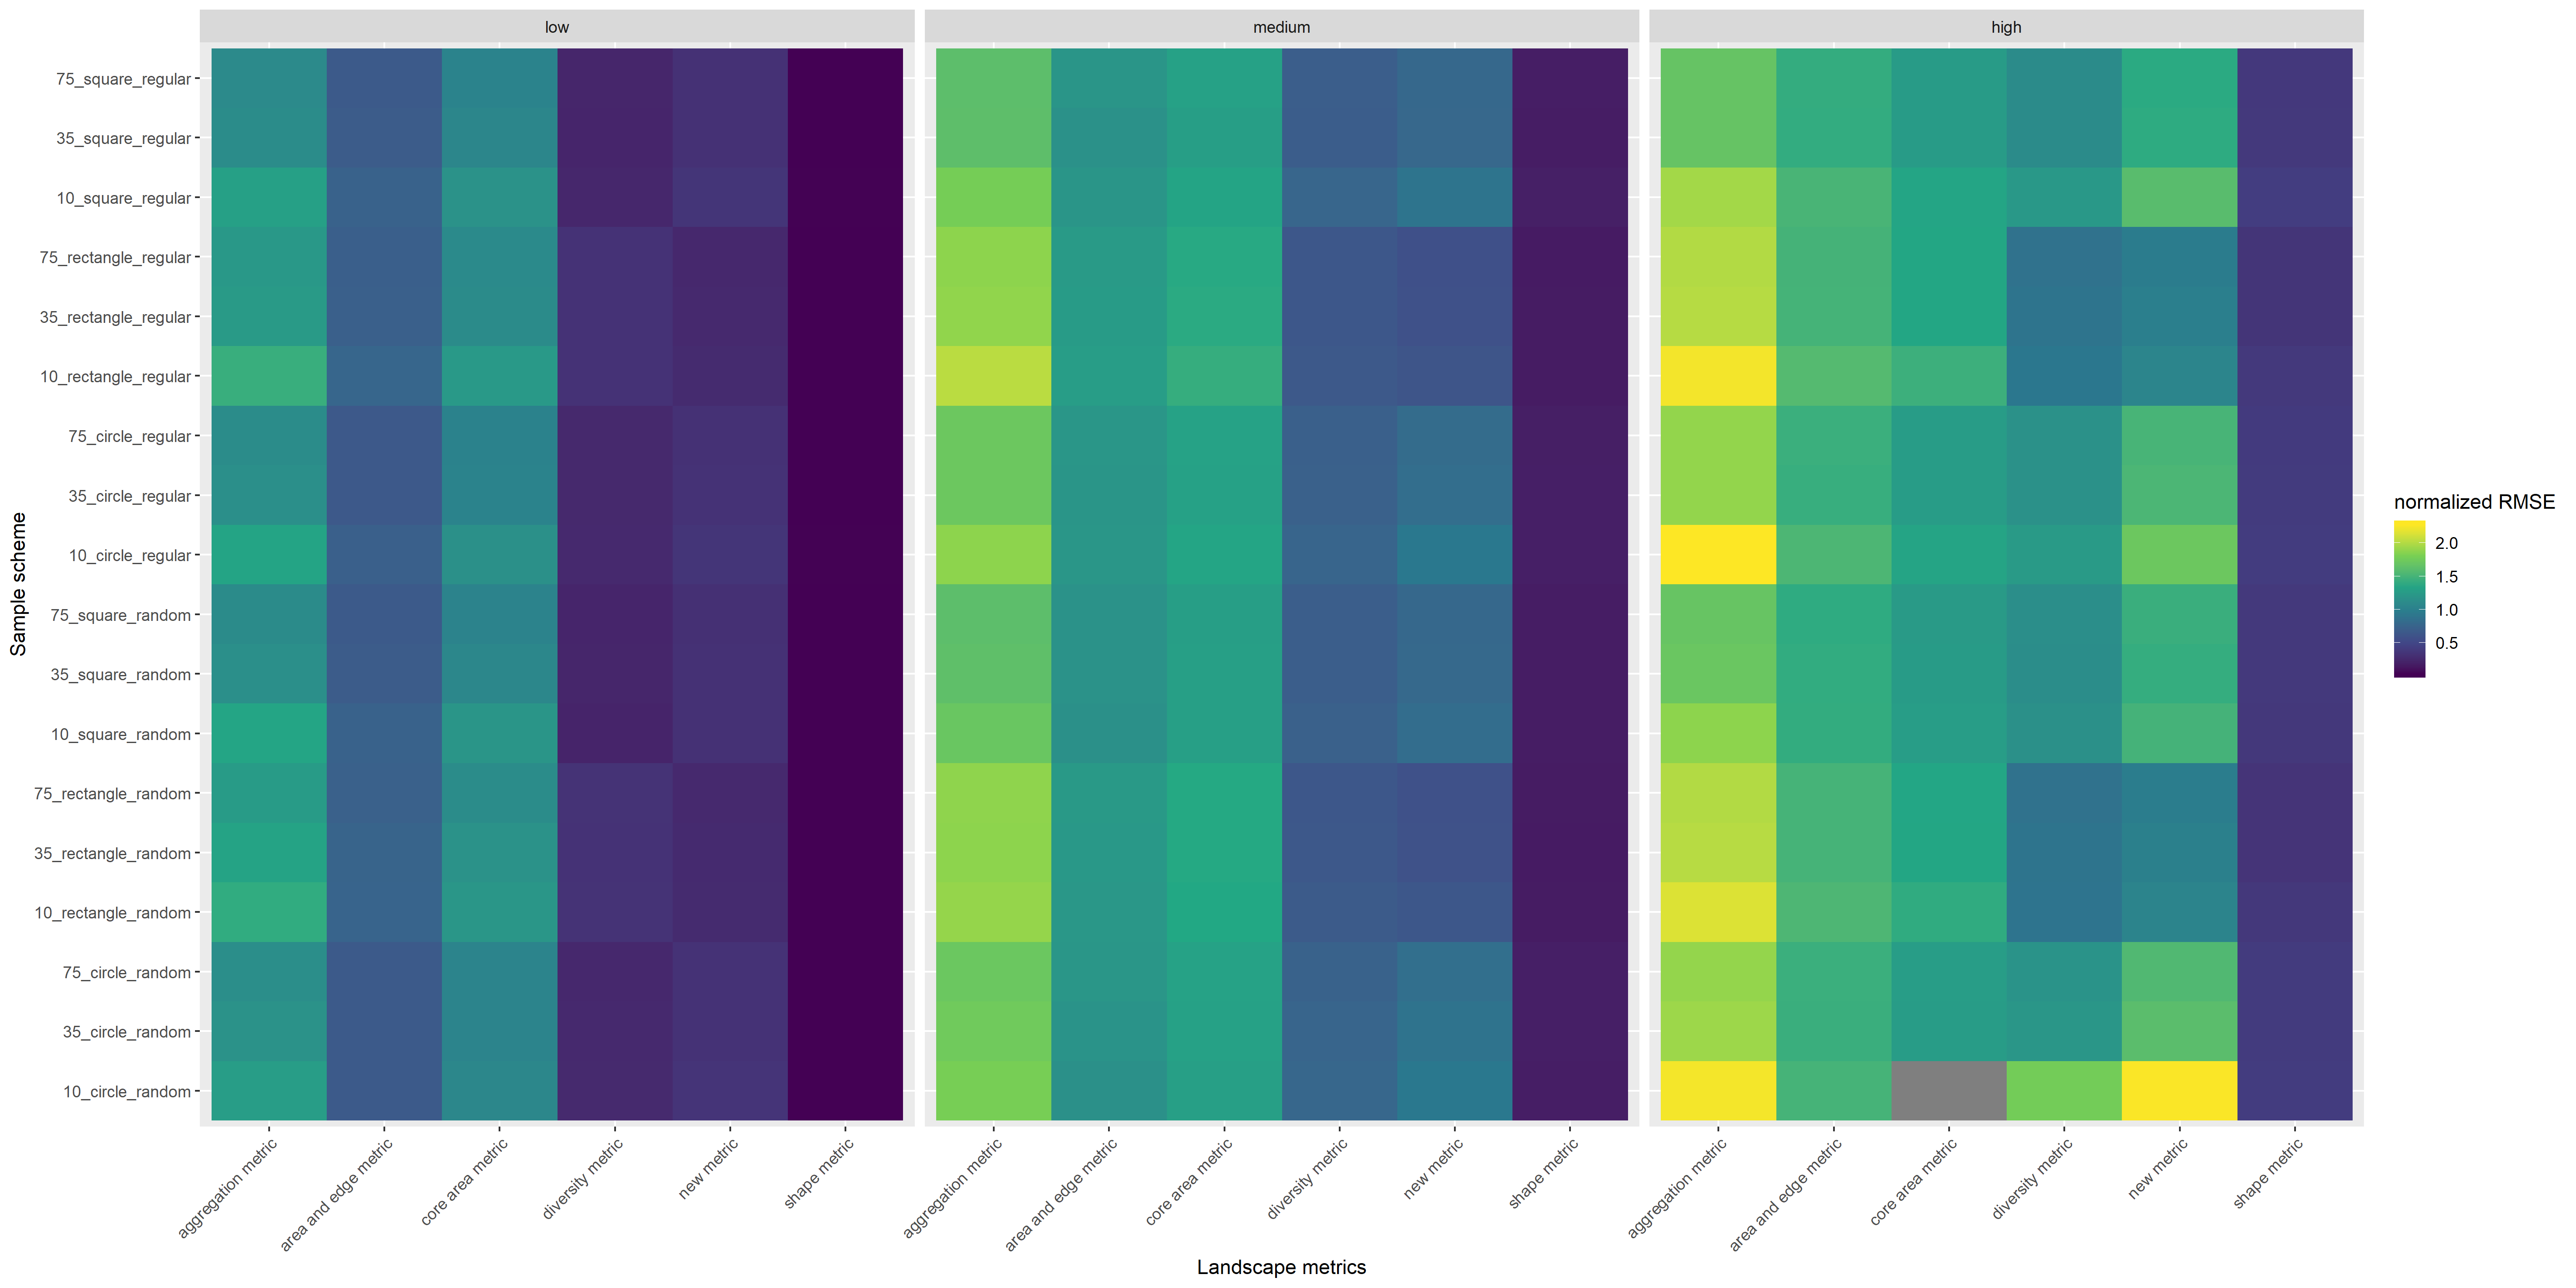 low
medium
high
75_square_regular
35_square_regular
10_square_regular
75_rectangle_regular
35_rectangle_regular
10_rectangle_regular
75_circle_regular
35_circle_regular
10_circle_regular
75_square_random
35_square_random
10_square_random
75_rectangle_random
35_rectangle_random
10_rectangle_random
75_circle_random
35_circle_random
10_circle_random
Sample scheme
aggregation metric
area and edge metric
core area metric
diversity metric
new metric
shape metric
aggregation metric
area and edge metric
core area metric
diversity metric
new metric
shape metric
aggregation metric
area and edge metric
core area metric
diversity metric
new metric
shape metric
Landscape metrics
normalized RMSE
2.0
1.5
1.0
0.5